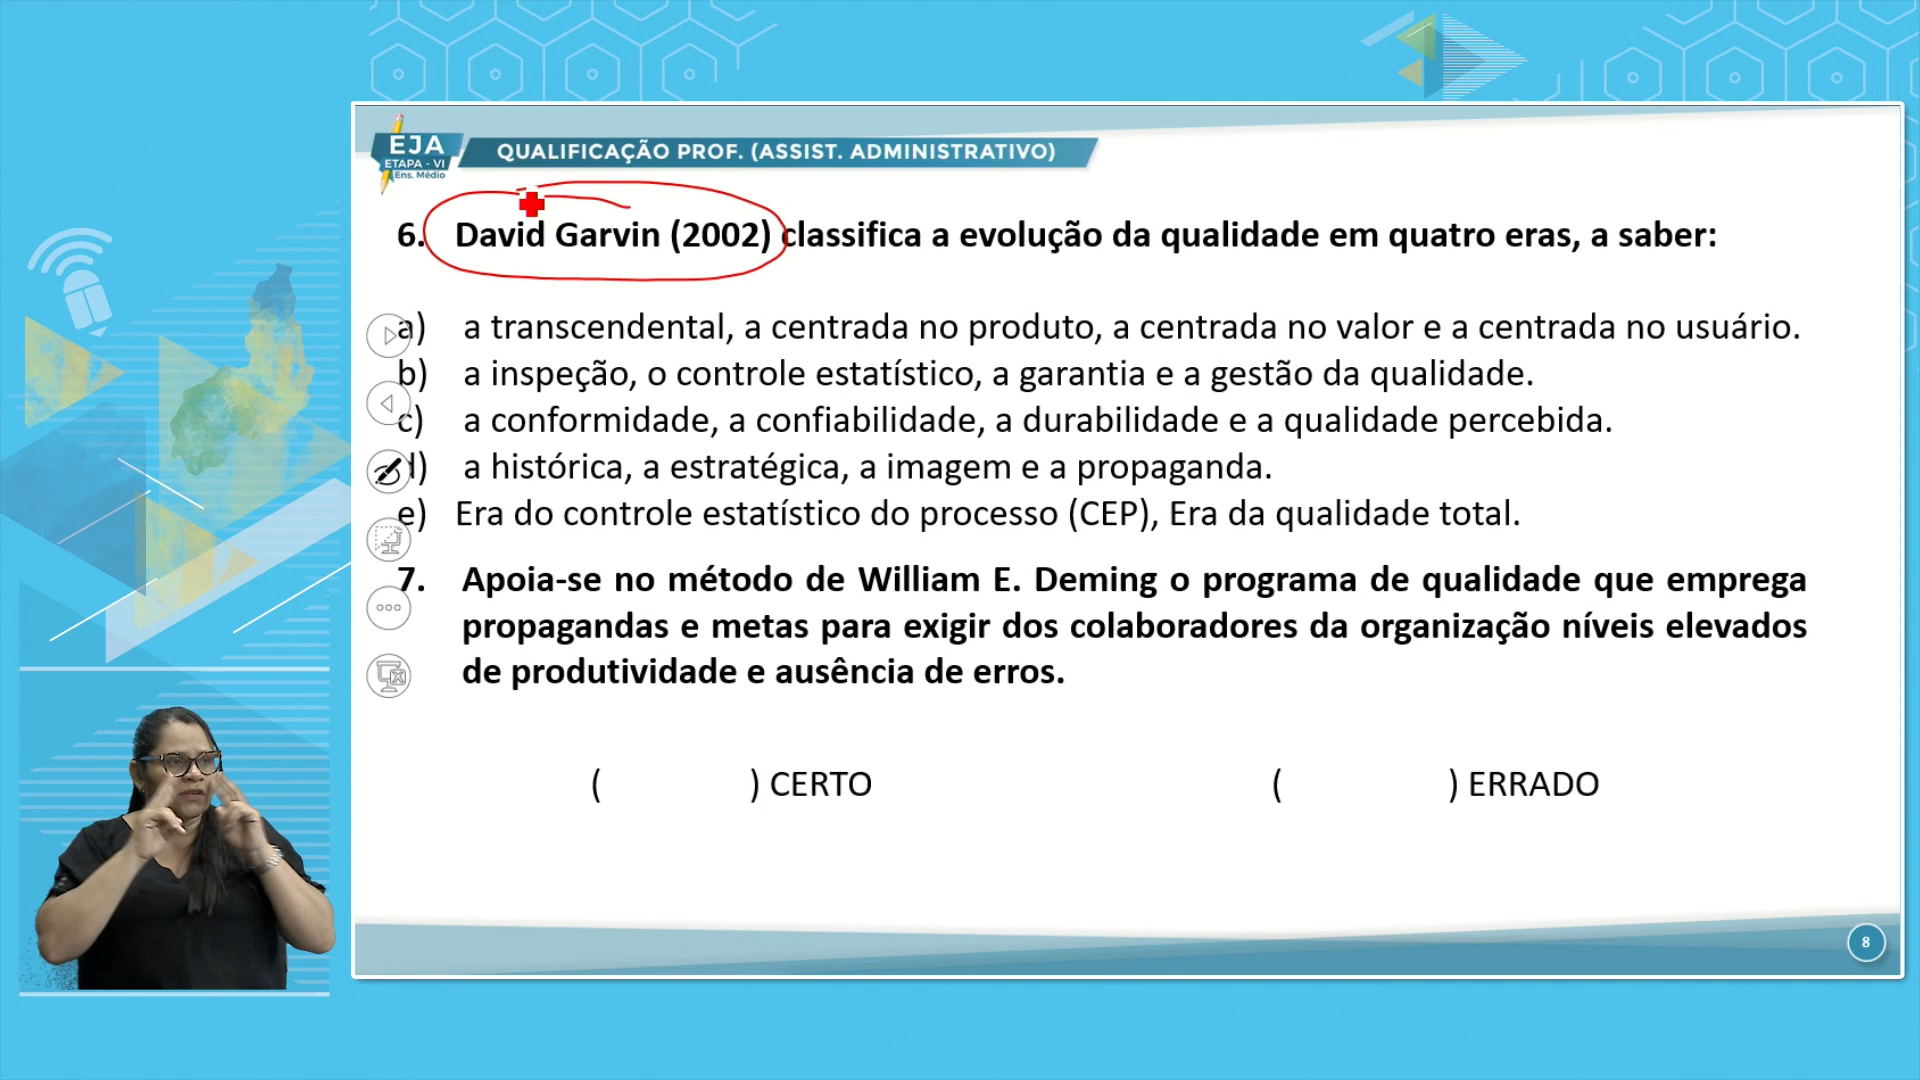 EJA
ETAPA - VI
Ens. Médio
QUALIFICAÇÃO PROF. (ASSIST. ADMINISTRATIVO)
6. David Garvin (2002) classifica a evolução da qualidade em quatro eras, a saber:
a) a transcendental, a centrada no produto, a centrada no valor e a centrada no usuário.
b) a inspeção, o controle estatístico, a garantia e a gestão da qualidade.
c) a conformidade, a confiabilidade, a durabilidade e a qualidade percebida.
d) a histórica, a estratégica, a imagem e a propaganda.
e) Era do controle estatístico do processo (CEP), Era da qualidade total.
7. Apoia-se no método de William E. Deming o programa de qualidade que emprega
propagandas e metas para exigir dos colaboradores da organização níveis elevados
de produtividade e ausência de erros.
( ) CERTO ( ) ERRADO
8